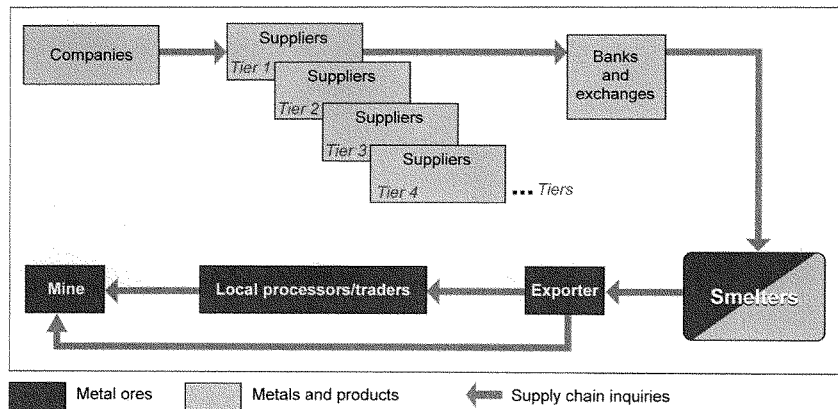 Companies
Suppliers
Tier 1
Suppliers
Tier 2
Suppliers
Tier 3
Suppliers
Tier 4
... Tiers
Banks
and
exchanges
Mine
Local processors/traders
Exporter
Smelters
Metal ores
Metals and products
Supply chain inquiries